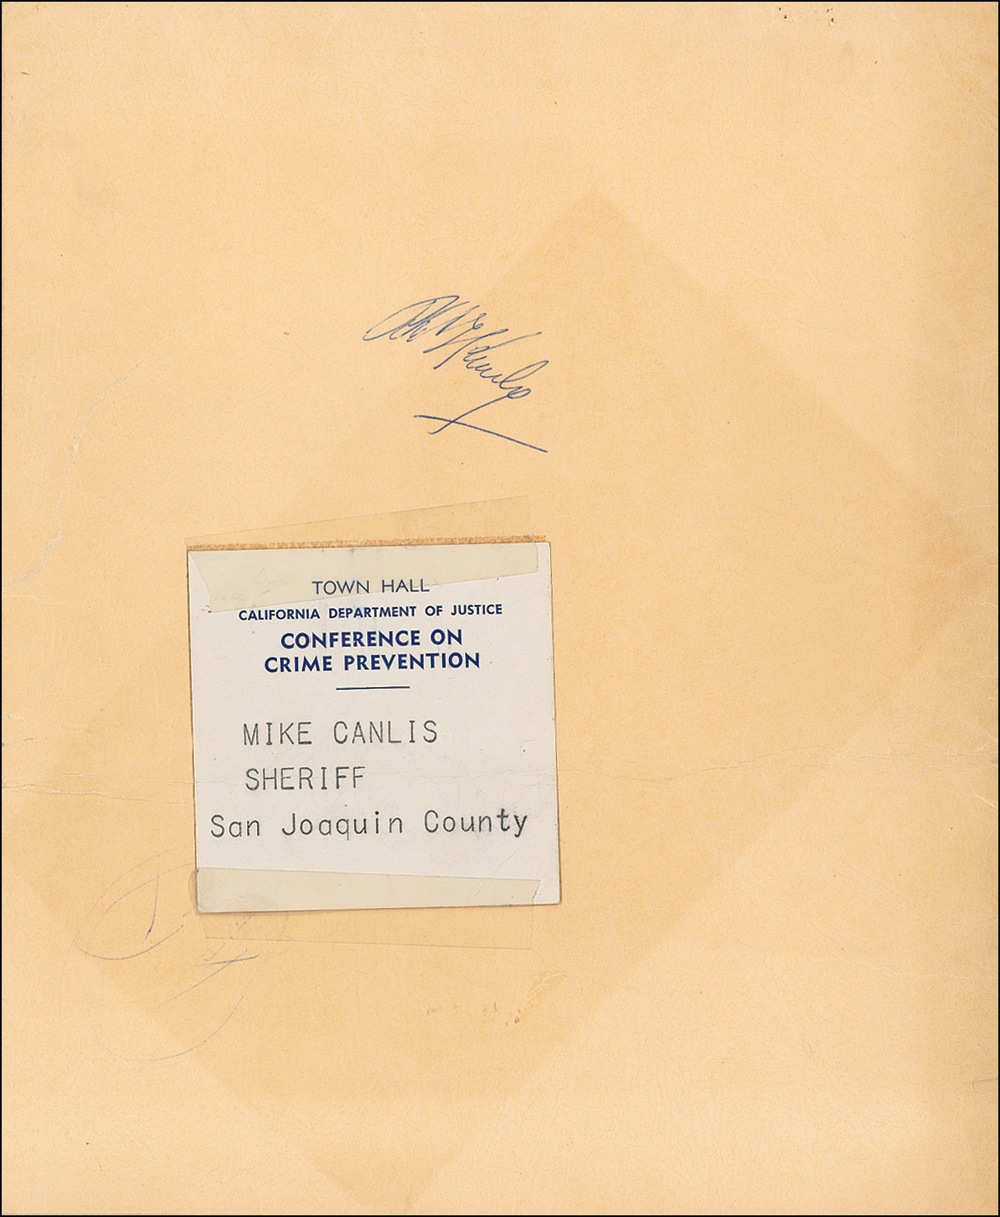 TOWN HALL
CALIFORNIA DEPARTMENT OF JUSTICE
CONFERENCE ON
CRIME PREVENTION
MIKE CANLIS
SHERIFF
San Joaquin County